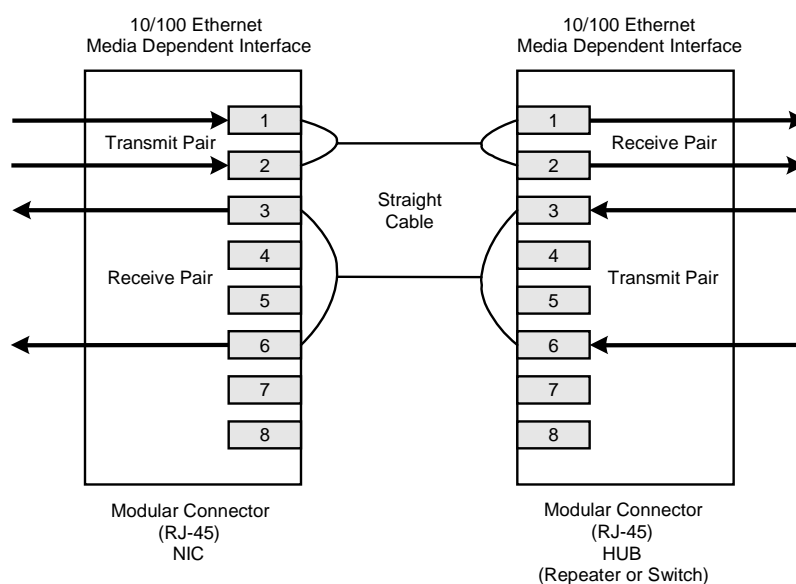 10/100 Ethernet
Media Dependent Interface
10/100 Ethernet
Media Dependent Interface
1
Transmit Pair
2
3
4
Receive Pair
5
6
7
8
Straight
Cable
1
Receive Pair
2
3
4
Transmit Pair
5
6
7
8
Modular Connector
(RJ-45)
NIC
Modular Connector
(RJ-45)
HUB
(Repeater or Switch)